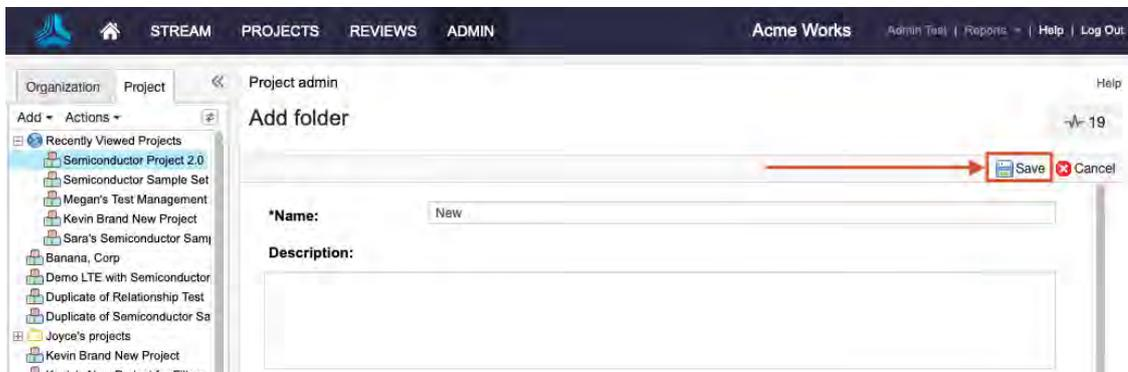 STREAM PROJECTS REVIEWS ADMIN Acme Works Admin Test | Reports | Help | Log Out
Organization Project Project admin Help
Add Actions Add folder 19
Recently Viewed Projects
Semiconductor Project 2.0
Save Cancel
Semiconductor Sample Set
Megan's Test Management
*Name: New
Kevin Brand New Project
Sara's Semiconductor Sam
Description:
Banana, Corp
Demo LTE with Semiconductor
Duplicate of Relationship Test
Duplicate of Semiconductor Sa
Joyce's projects
Kevin Brand New Project